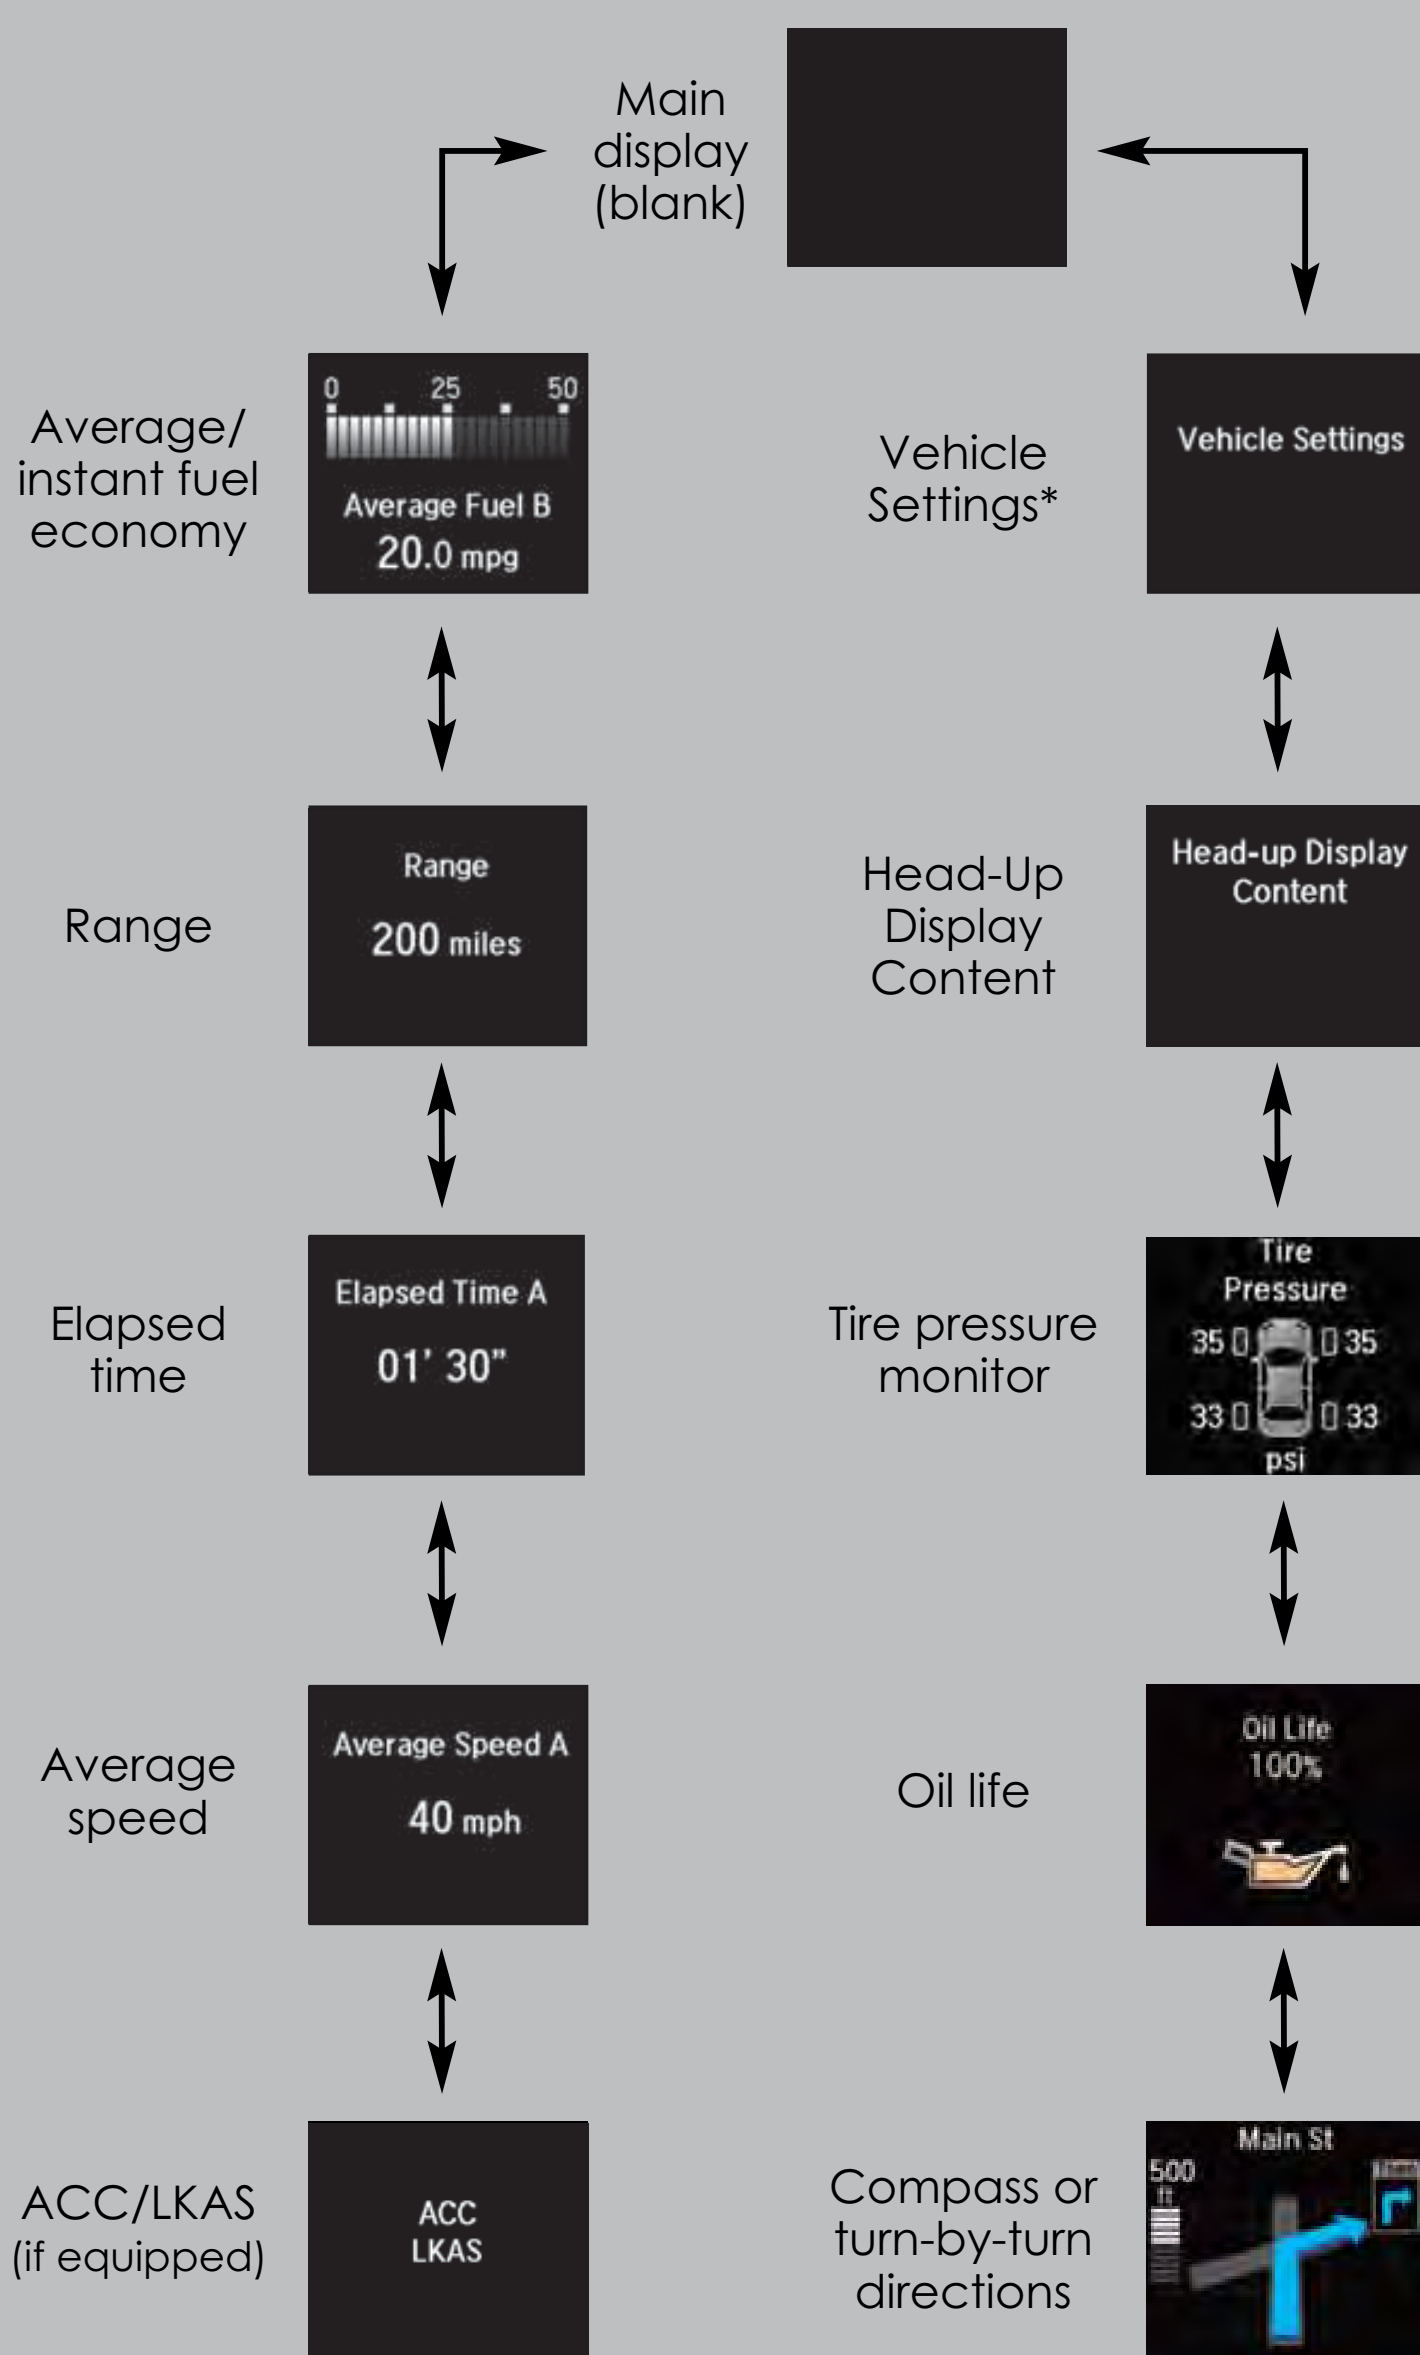 Main
display
(blank)
Average/
instant fuel
economy
0 25 50
Average Fuel B
20.0 mpg
Vehicle
Settings*
Vehicle Settings
Range
Range
200 miles
Head-Up
Display
Content
Head-up Display
Content
Elapsed
time
Elapsed Time A
01' 30"
Tire pressure
monitor
Tire
Pressure
35 35
33 33
psi
Average
speed
Average Speed A
40 mph
Oil life
Oil Life
100%
ACC/LKAS
(if equipped)
ACC
LKAS
Compass or
turn-by-turn
directions
Main St
500
ft